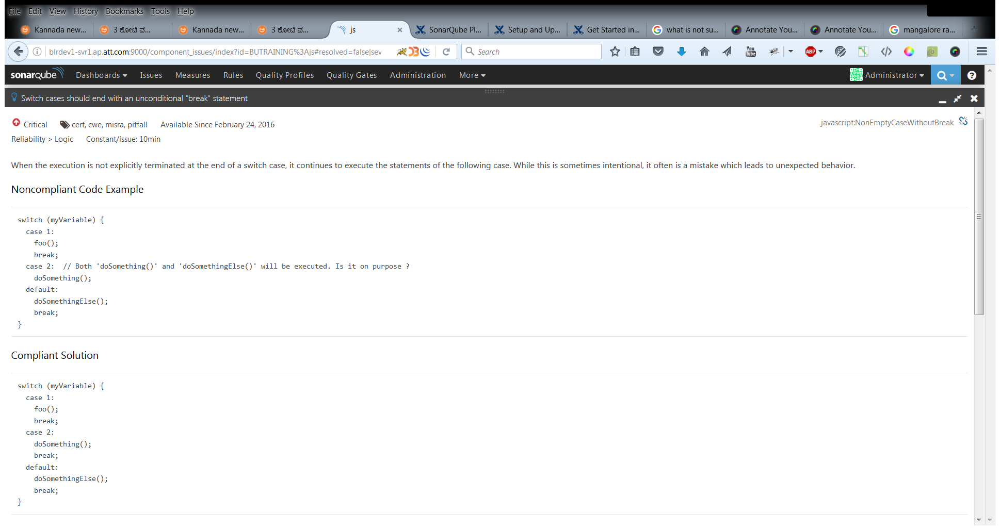 File Edit View History Bookmarks Tools Help
Kannada new... 3 ಕೋಟಿ ವ... Kannada new... 3 ಕೋಟಿ ವ... js SonarQube Pl... Setup and Up... Get Started in... what is not su... Annotate You... Annotate You... mangalore ra...
blrdev1-svr1.ap.att.com:9000/component_issues/index?id=BUTRAINING%3Ajs#resolved=false|sev Search You Tube ABP
sonarqube Dashboards Issues Measures Rules Quality Profiles Quality Gates Administration More Administrator
Switch cases should end with an unconditional "break" statement
Critical cert, cwe, misra, pitfall Available Since February 24, 2016 javascript:NonEmptyCaseWithoutBreak
Reliability > Logic Constant/issue: 10min
When the execution is not explicitly terminated at the end of a switch case, it continues to execute the statements of the following case. While this is sometimes intentional, it often is a mistake which leads to unexpected behavior.
Noncompliant Code Example
switch (myVariable) {
case 1:
foo();
break;
case 2: // Both 'doSomething()' and 'doSomethingElse()' will be executed. Is it on purpose ?
doSomething();
default:
doSomethingElse();
break;
}
Compliant Solution
switch (myVariable) {
case 1:
foo();
break;
case 2:
doSomething();
break;
default:
doSomethingElse();
break;
}